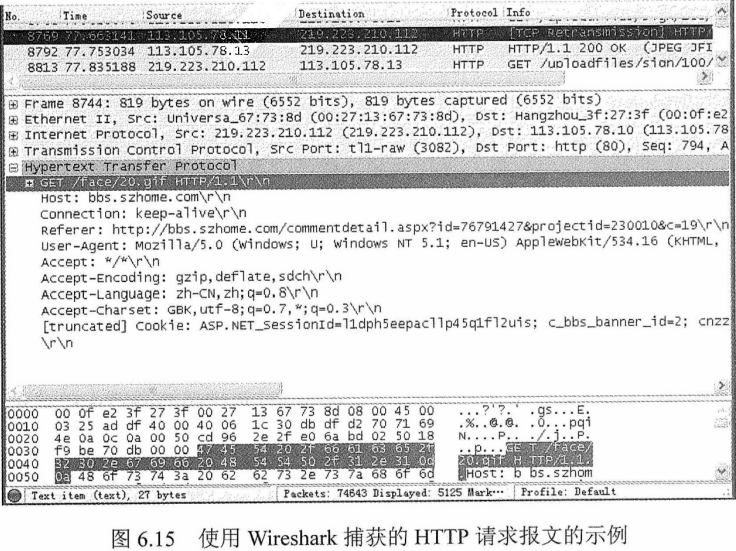 No. Time Source Destination Protocol Info
8769 77.663141 113.105.78.11 219.223.210.112 HTTP [TCP Retransmission] HTTP/
8792 77.753034 113.105.78.13 219.223.210.112 HTTP HTTP/1.1 200 OK (JPEG JFI
8813 77.835188 219.223.210.112 113.105.78.13 HTTP GET /uploadfiles/sign/100/
Frame 8744: 819 bytes on wire (6552 bits), 819 bytes captured (6552 bits)
Ethernet II, Src: Universa_67:73:8d (00:27:13:67:73:8d), Dst: Hangzhou_3f:27:3f (00:0f:e2
Internet Protocol, Src: 219.223.210.112 (219.223.210.112), Dst: 113.105.78.10 (113.105.78
Transmission Control Protocol, Src Port: tll-raw (3082), Dst Port: http (80), Seq: 794, A
Hypertext Transfer Protocol
GET /face/20.gif HTTP/1.1\r\n
Host: bbs.szhome.com\r\n
Connection: keep-alive\r\n
Referer: http://bbs.szhome.com/commentdetail.aspx?id=76791427&projectid=230010&c=19\r\n
User-Agent: Mozilla/5.0 (Windows; U; Windows NT 5.1; en-US) AppleWebKit/534.16 (KHTML,
Accept: */*\r\n
Accept-Encoding: gzip,deflate,sdch\r\n
Accept-Language: zh-CN,zh;q=0.8\r\n
Accept-Charset: GBK,utf-8;q=0.7,*;q=0.3\r\n
[truncated] Cookie: ASP.NET_SessionId=l1dph5eepacllp45q1fl2uis; c_bbs_banner_id=2; cnzz
\r\n
0000 00 0f e2 3f 27 3f 00 27 13 67 73 8d 08 00 45 00 ...?'?.' .gs...E.
0010 03 25 ad df 40 00 40 06 1c 30 db df d2 70 71 69 .%..@.@. .0...pqi
0020 4e 0a 0c 0a 00 50 cd 96 2e 2f e0 6a bd 02 50 18 N....P.. ./.j..P.
0030 f9 be 70 db 00 00 47 45 54 20 2f 66 61 63 65 2f ..p...GE T /face/
0040 32 30 2e 67 69 66 20 48 54 54 50 2f 31 2e 31 0d 20.gif H TTP/1.1.
0050 0a 48 6f 73 74 3a 20 62 62 73 2e 73 7a 68 6f 6d .Host: b bs.szhom
Text item (text), 27 bytes Packets: 74643 Displayed: 5125 Mark… Profile: Default
图 6.15 使用 Wireshark 捕获的 HTTP 请求报文的示例